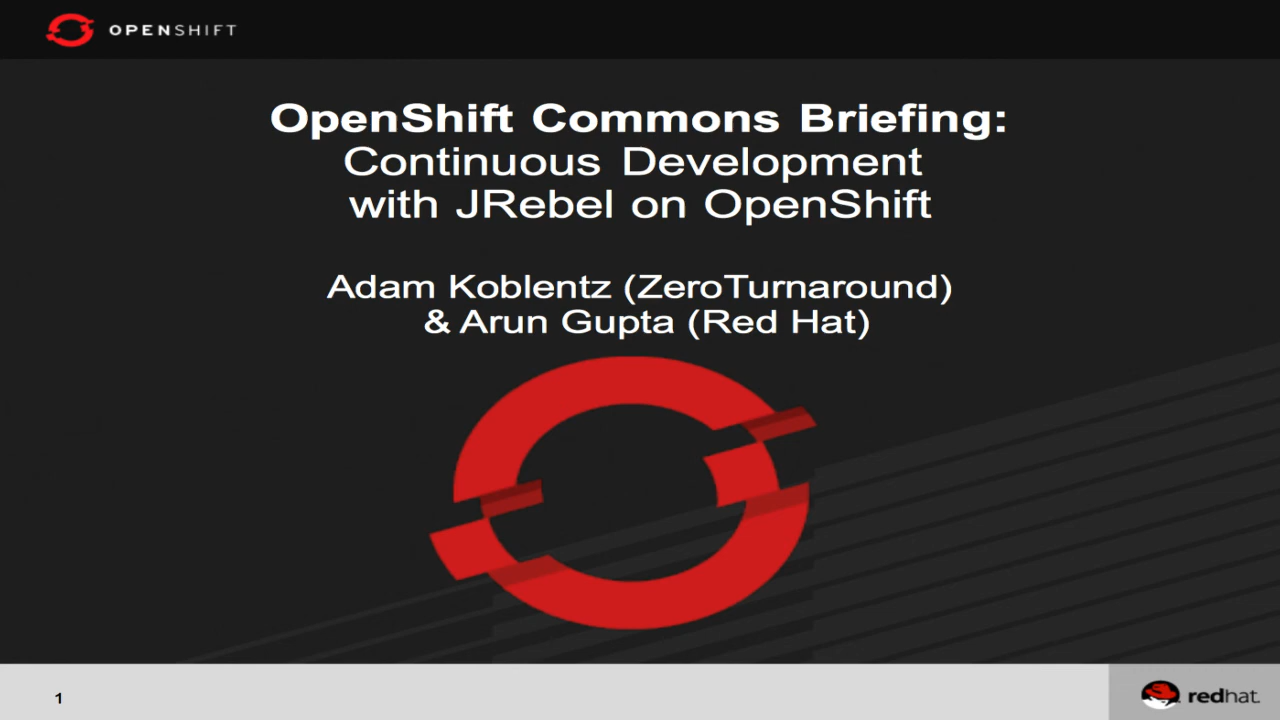 OPENSHIFT
OpenShift Commons Briefing:
Continuous Development
with JRebel on OpenShift
Adam Koblentz (ZeroTurnaround)
& Arun Gupta (Red Hat)
1
redhat.